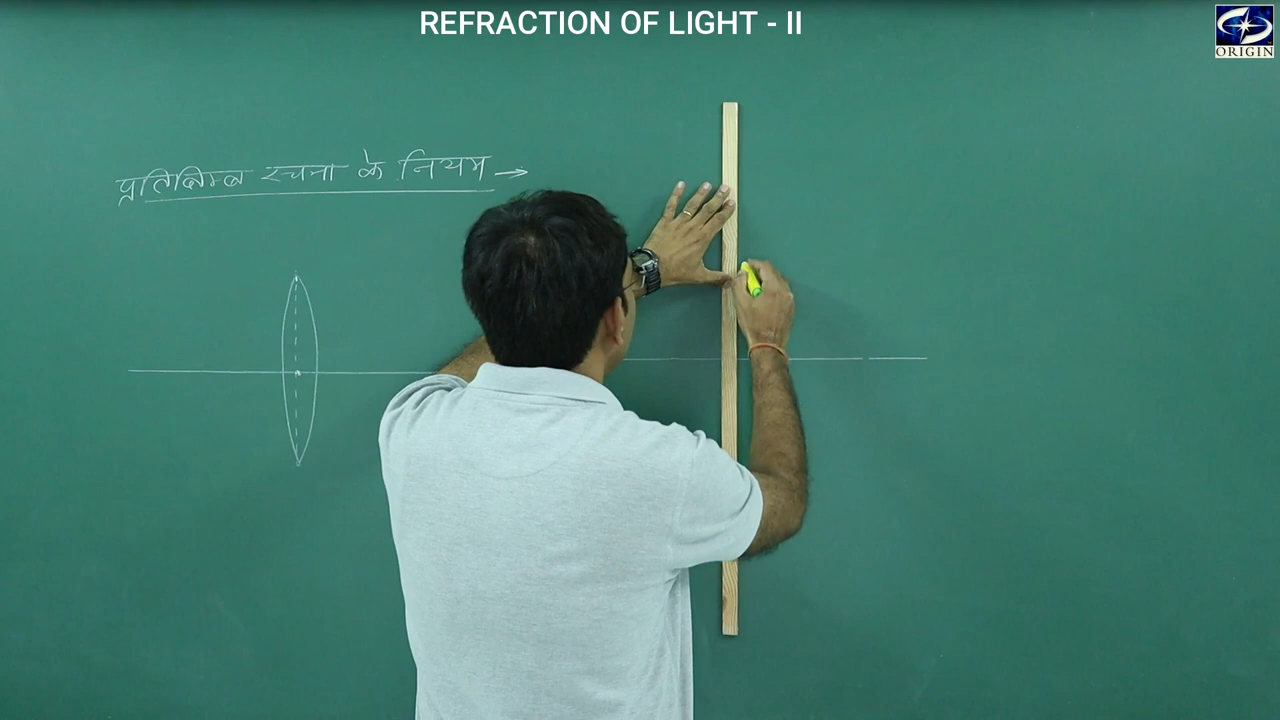 REFRACTION OF LIGHT - II
ORIGIN
प्रतिबिम्ब रचना के नियम →